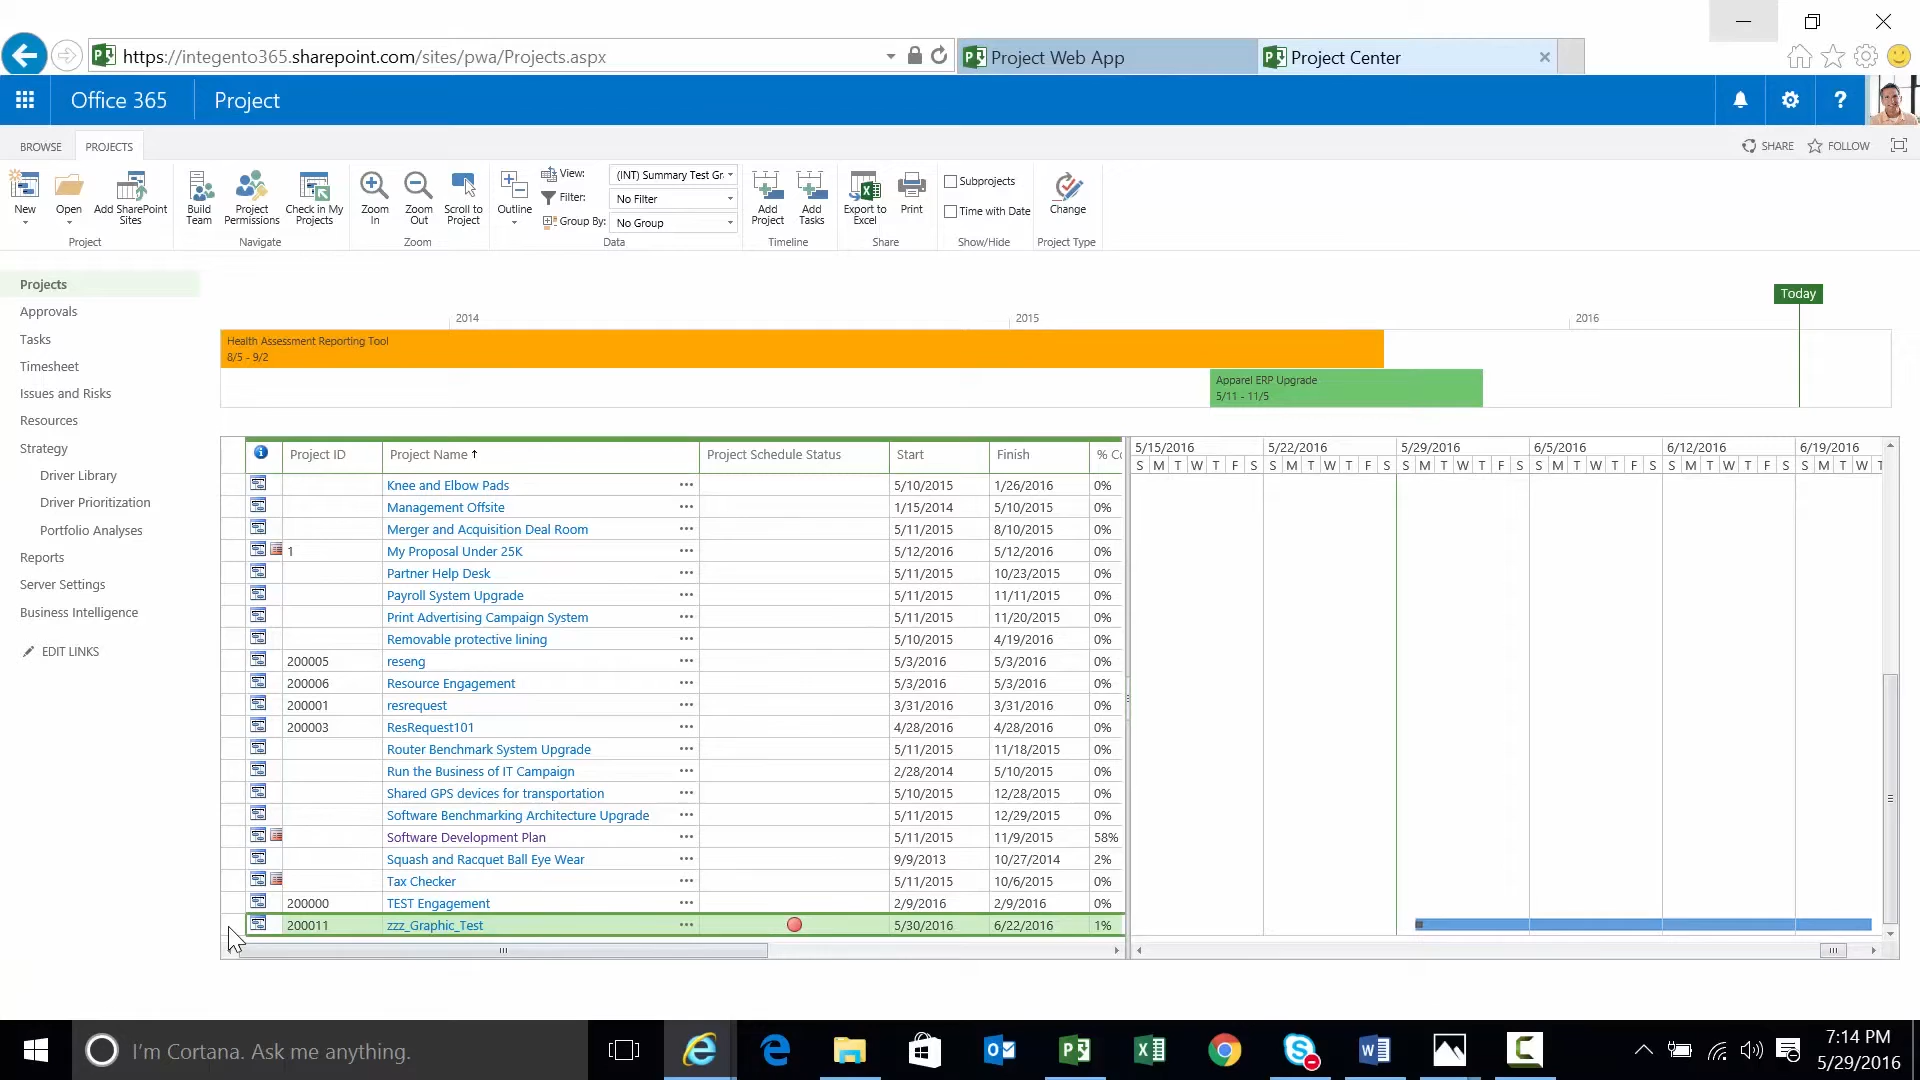 https://integento365.sharepoint.com/sites/pwa/Projects.aspx
Project Web App
Project Center
Office 365
Project
?
BROWSE
PROJECTS
SHARE
FOLLOW
New
Open
Add SharePoint Sites
Project
Build Team
Project Permissions
Check in My Projects
Navigate
Zoom In
Zoom Out
Scroll to Project
Zoom
Outline
View: (INT) Summary Test Gr
Filter: No Filter
Group By: No Group
Data
Add Project
Add Tasks
Timeline
Export to Excel
Print
Share
Subprojects
Time with Date
Show/Hide
Change
Project Type
Projects
Approvals
Tasks
Timesheet
Issues and Risks
Resources
Strategy
Driver Library
Driver Prioritization
Portfolio Analyses
Reports
Server Settings
Business Intelligence
EDIT LINKS
Today
2014 2015 2016
Health Assessment Reporting Tool
8/5 - 9/2
Apparel ERP Upgrade
5/11 - 11/5
Project ID Project Name Project Schedule Status Start Finish % Co
Knee and Elbow Pads 5/10/2015 1/26/2016 0%
Management Offsite 1/15/2014 5/10/2015 0%
Merger and Acquisition Deal Room 5/11/2015 8/10/2015 0%
1 My Proposal Under 25K 5/12/2016 5/12/2016 0%
Partner Help Desk 5/11/2015 10/23/2015 0%
Payroll System Upgrade 5/11/2015 11/11/2015 0%
Print Advertising Campaign System 5/11/2015 11/20/2015 0%
Removable protective lining 5/10/2015 4/19/2016 0%
200005 reseng 5/3/2016 5/3/2016 0%
200006 Resource Engagement 5/3/2016 5/3/2016 0%
200001 resrequest 3/31/2016 3/31/2016 0%
200003 ResRequest101 4/28/2016 4/28/2016 0%
Router Benchmark System Upgrade 5/11/2015 11/18/2015 0%
Run the Business of IT Campaign 2/28/2014 5/10/2015 0%
Shared GPS devices for transportation 5/10/2015 12/28/2015 0%
Software Benchmarking Architecture Upgrade 5/11/2015 12/29/2015 0%
Software Development Plan 5/11/2015 11/9/2015 58%
Squash and Racquet Ball Eye Wear 9/9/2013 10/27/2014 2%
Tax Checker 5/11/2015 10/6/2015 0%
200000 TEST Engagement 2/9/2016 2/9/2016 0%
200011 zzz_Graphic_Test 5/30/2016 6/22/2016 1%
5/15/2016 5/22/2016 5/29/2016 6/5/2016 6/12/2016 6/19/2016
S M T W T F S S M T W T F S S M T W T F S S M T W T F S S M T W T F S S M T W T
I'm Cortana. Ask me anything.
7:14 PM
5/29/2016